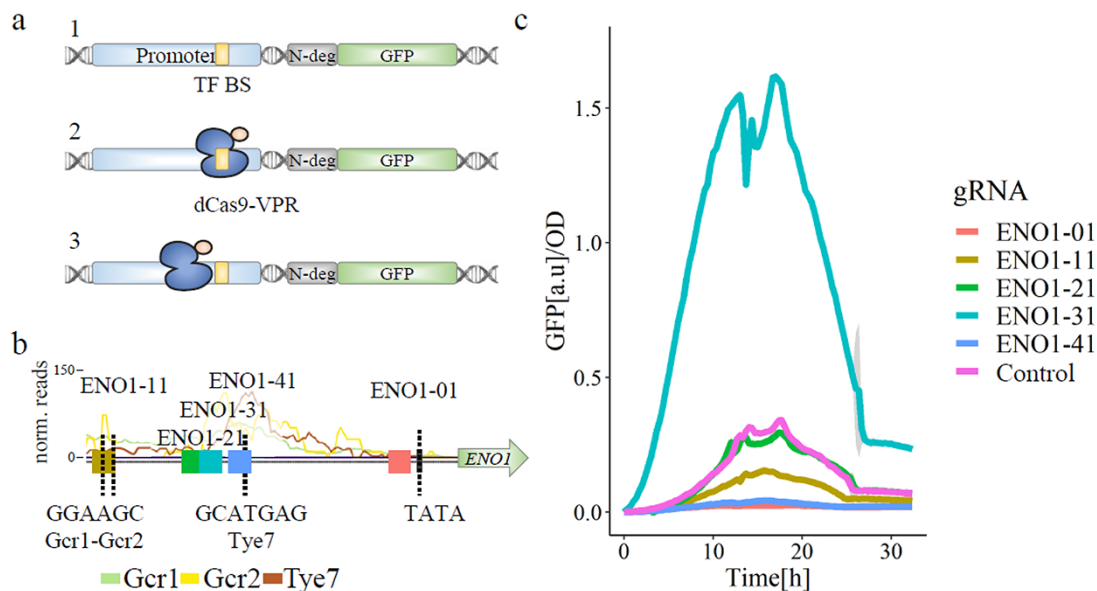 a
1
Promoter
N-deg
GFP
TF BS
2
N-deg
GFP
dCas9-VPR
3
N-deg
GFP
b
norm. reads
150
0
ENO1-11
ENO1-41
ENO1-31
ENO1-21
ENO1-01
ENO1
GGAAGC
Gcr1-Gcr2
GCATGAG
Tye7
TATA
Gcr1 Gcr2 Tye7
c
GFP[a.u]/OD
1.5
1.0
0.5
0.0
0 10 20 30
Time[h]
gRNA
ENO1-01
ENO1-11
ENO1-21
ENO1-31
ENO1-41
Control